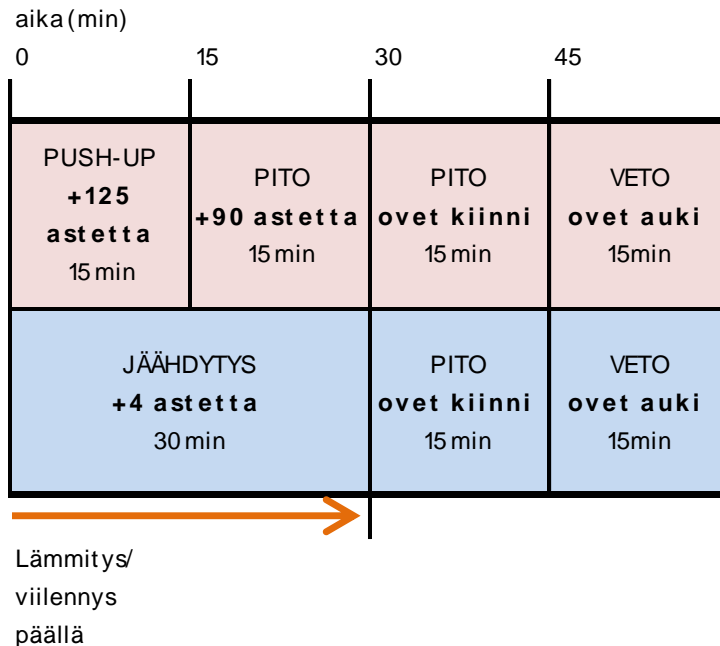 aika (min)
0 15 30 45
PUSH-UP
+125
astetta
15 min
PITO
+90 astetta
15 min
PITO
ovet kiinni
15 min
VETO
ovet auki
15min
JÄÄHDYTYS
+4 astetta
30 min
PITO
ovet kiinni
15 min
VETO
ovet auki
15min
Lämmitys/
viilennys
päällä